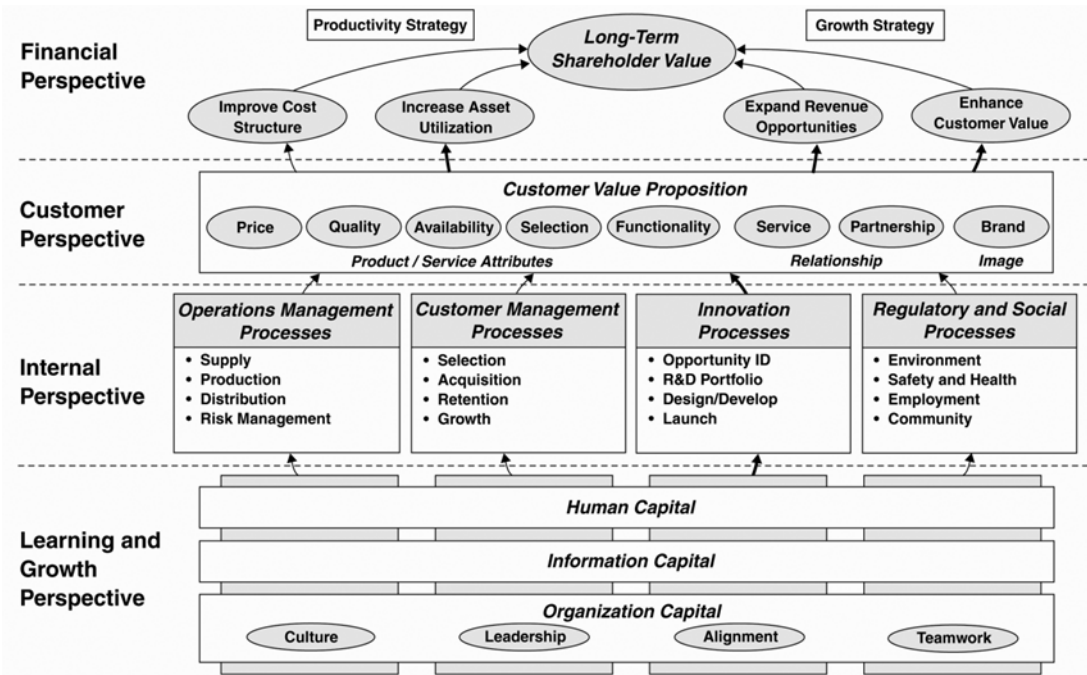 Financial
Perspective
Productivity Strategy
Growth Strategy
Long-Term
Shareholder Value
Improve Cost
Structure
Increase Asset
Utilization
Expand Revenue
Opportunities
Enhance
Customer Value
Customer
Perspective
Customer Value Proposition
Price
Quality
Availability
Selection
Functionality
Service
Partnership
Brand
Product / Service Attributes
Relationship
Image
Internal
Perspective
Operations Management
Processes
• Supply
• Production
• Distribution
• Risk Management
Customer Management
Processes
• Selection
• Acquisition
• Retention
• Growth
Innovation
Processes
• Opportunity ID
• R&D Portfolio
• Design/Develop
• Launch
Regulatory and Social
Processes
• Environment
• Safety and Health
• Employment
• Community
Learning and
Growth
Perspective
Human Capital
Information Capital
Organization Capital
Culture
Leadership
Alignment
Teamwork